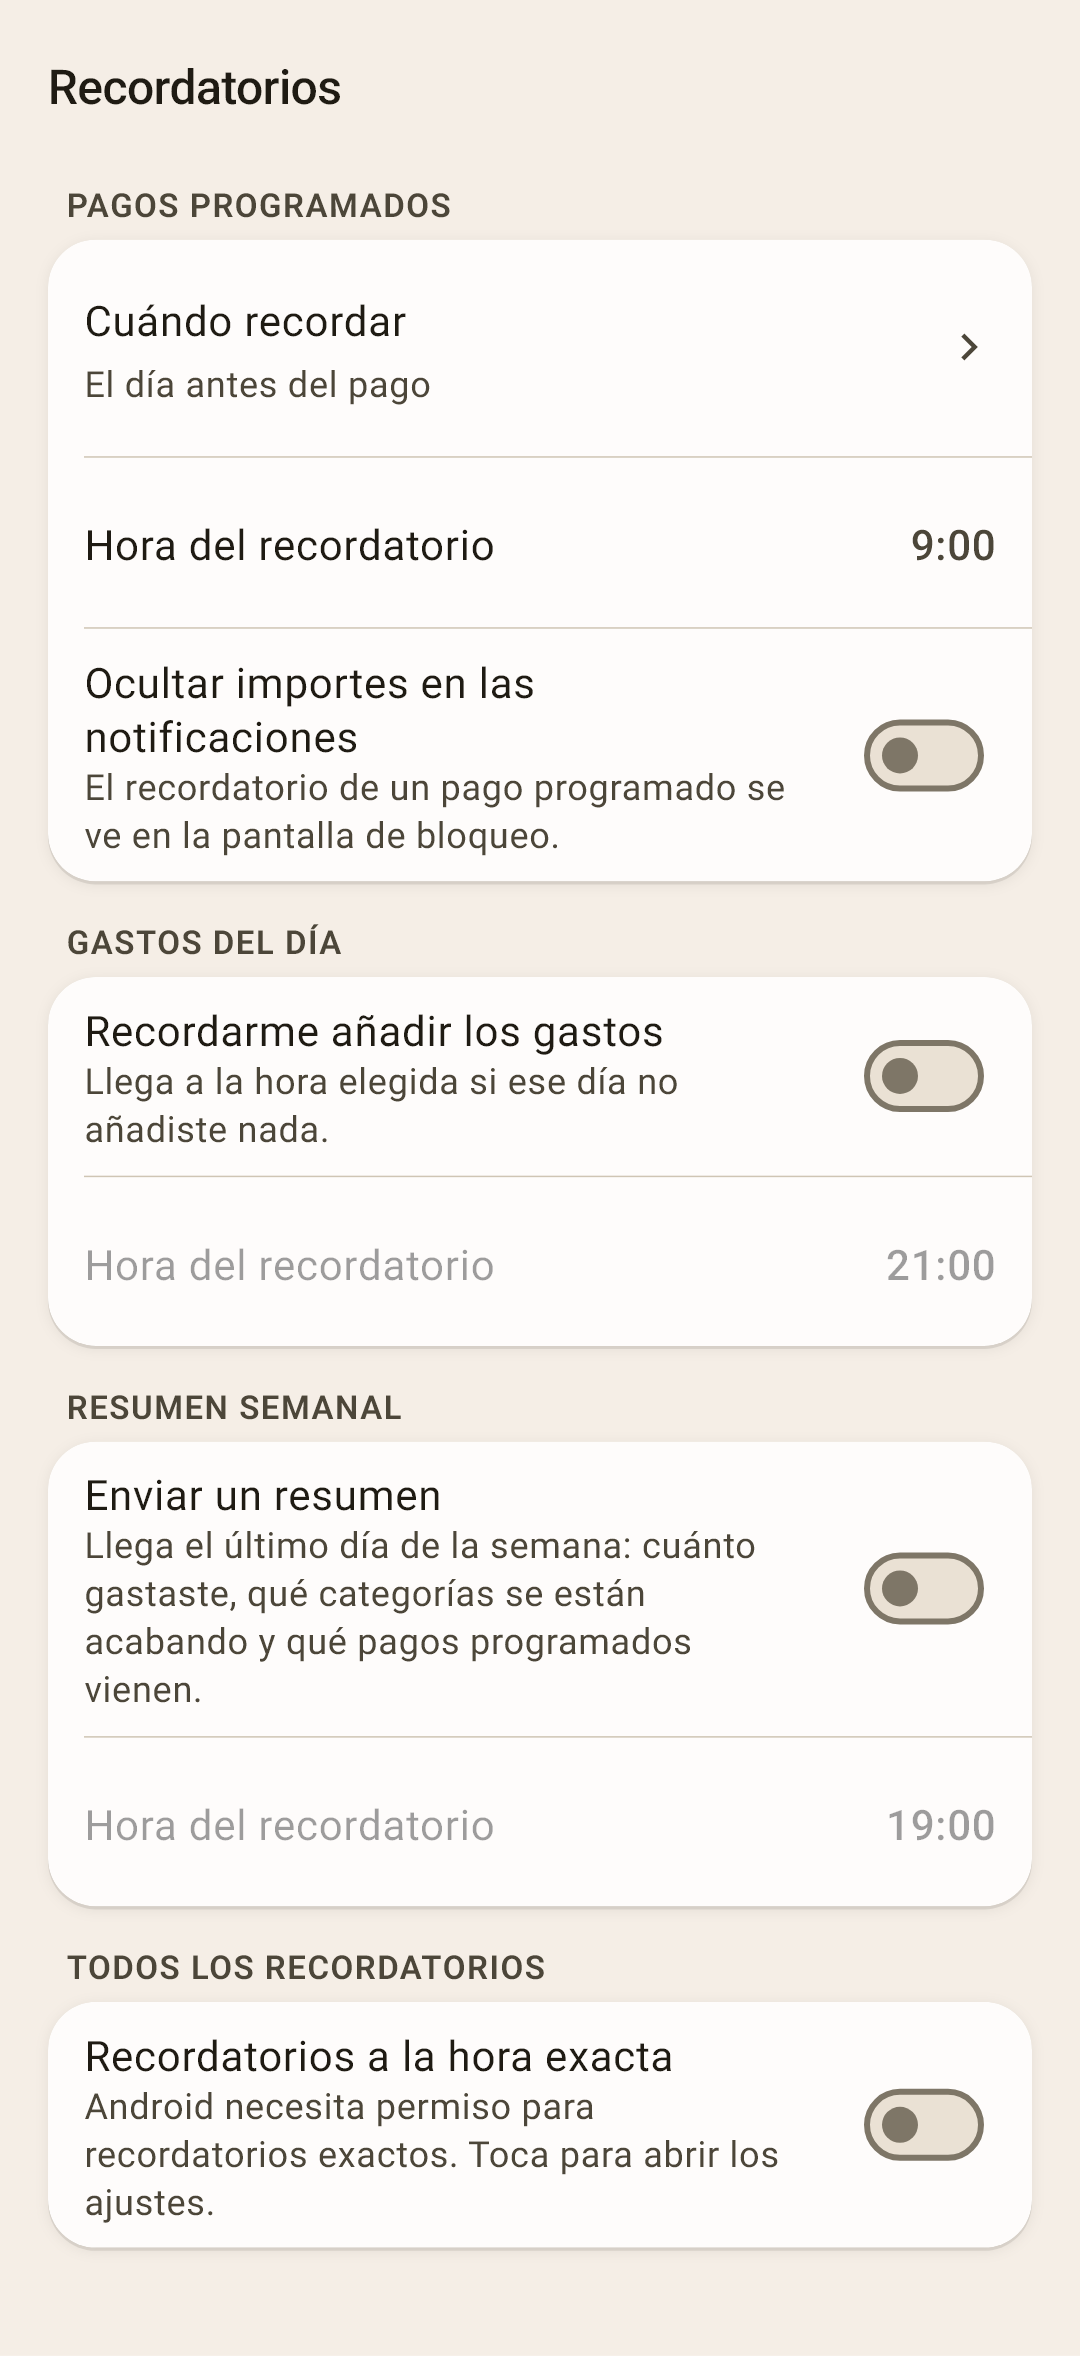 Recordatorios
PAGOS PROGRAMADOS
Cuándo recordar
El día antes del pago
Hora del recordatorio 9:00
Ocultar importes en las
notificaciones
El recordatorio de un pago programado se
ve en la pantalla de bloqueo.
GASTOS DEL DÍA
Recordarme añadir los gastos
Llega a la hora elegida si ese día no
añadiste nada.
Hora del recordatorio 21:00
RESUMEN SEMANAL
Enviar un resumen
Llega el último día de la semana: cuánto
gastaste, qué categorías se están
acabando y qué pagos programados
vienen.
Hora del recordatorio 19:00
TODOS LOS RECORDATORIOS
Recordatorios a la hora exacta
Android necesita permiso para
recordatorios exactos. Toca para abrir los
ajustes.